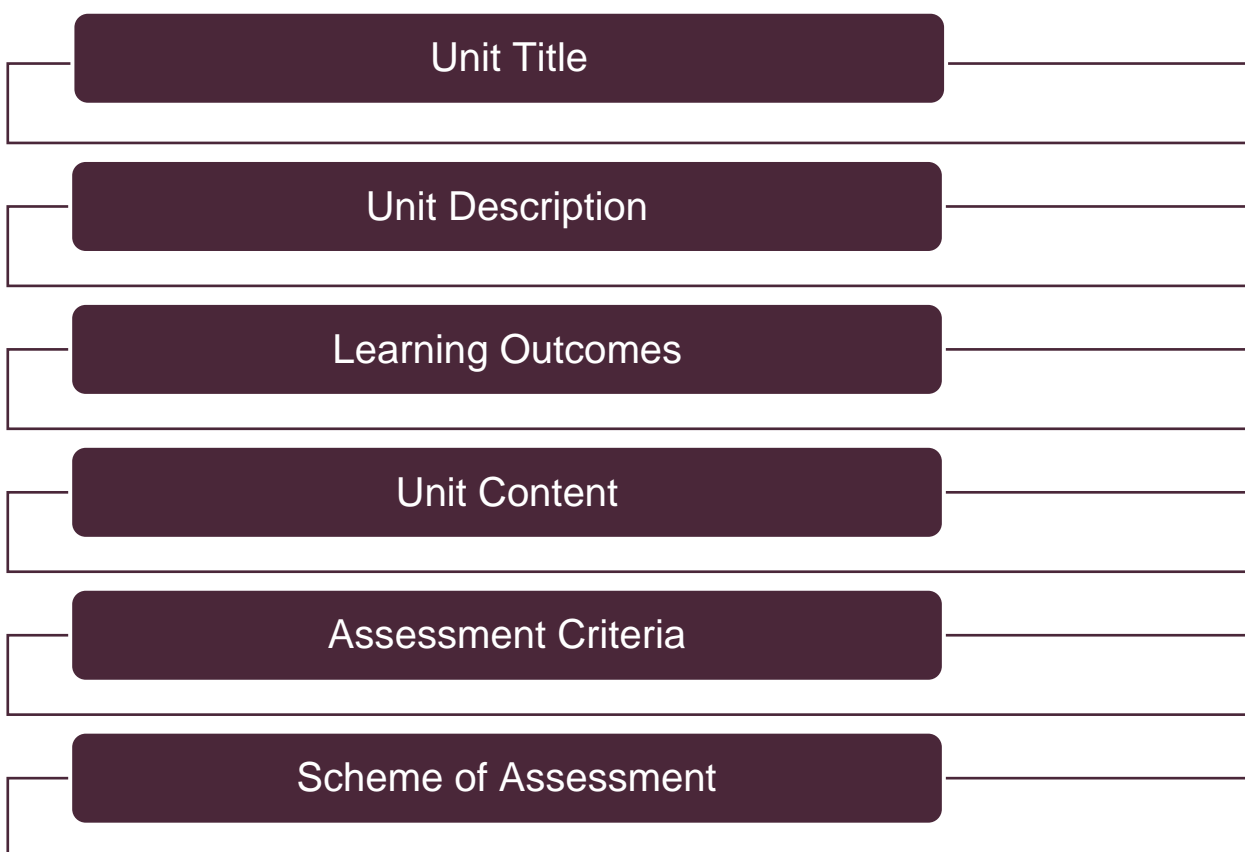 Unit Title
Unit Description
Learning Outcomes
Unit Content
Assessment Criteria
Scheme of Assessment